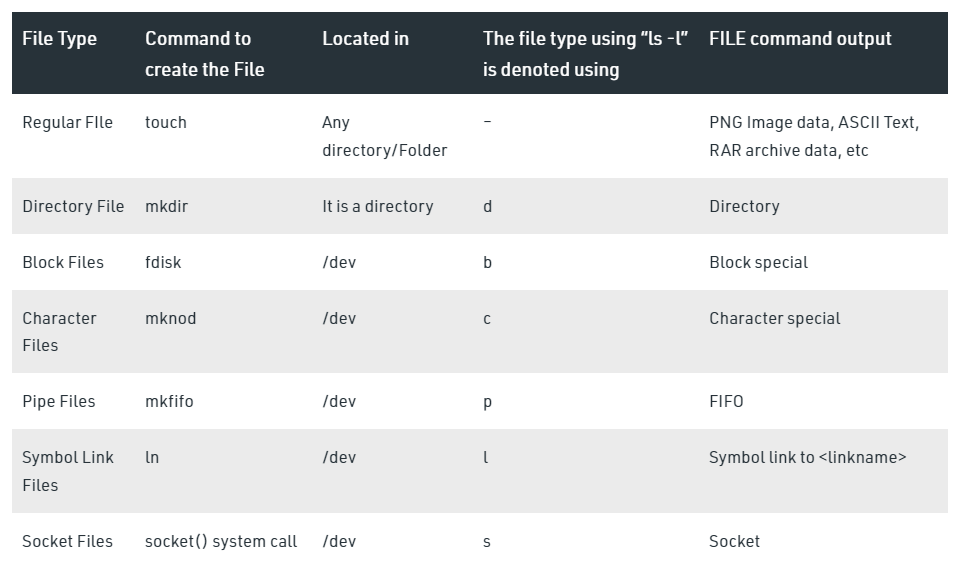 File Type Command to create the File Located in The file type using “ls -l” is denoted using FILE command output
Regular FIle touch Any directory/Folder – PNG Image data, ASCII Text, RAR archive data, etc
Directory File mkdir It is a directory d Directory
Block Files fdisk /dev b Block special
Character Files mknod /dev c Character special
Pipe Files mkfifo /dev p FIFO
Symbol Link Files ln /dev l Symbol link to <linkname>
Socket Files socket() system call /dev s Socket